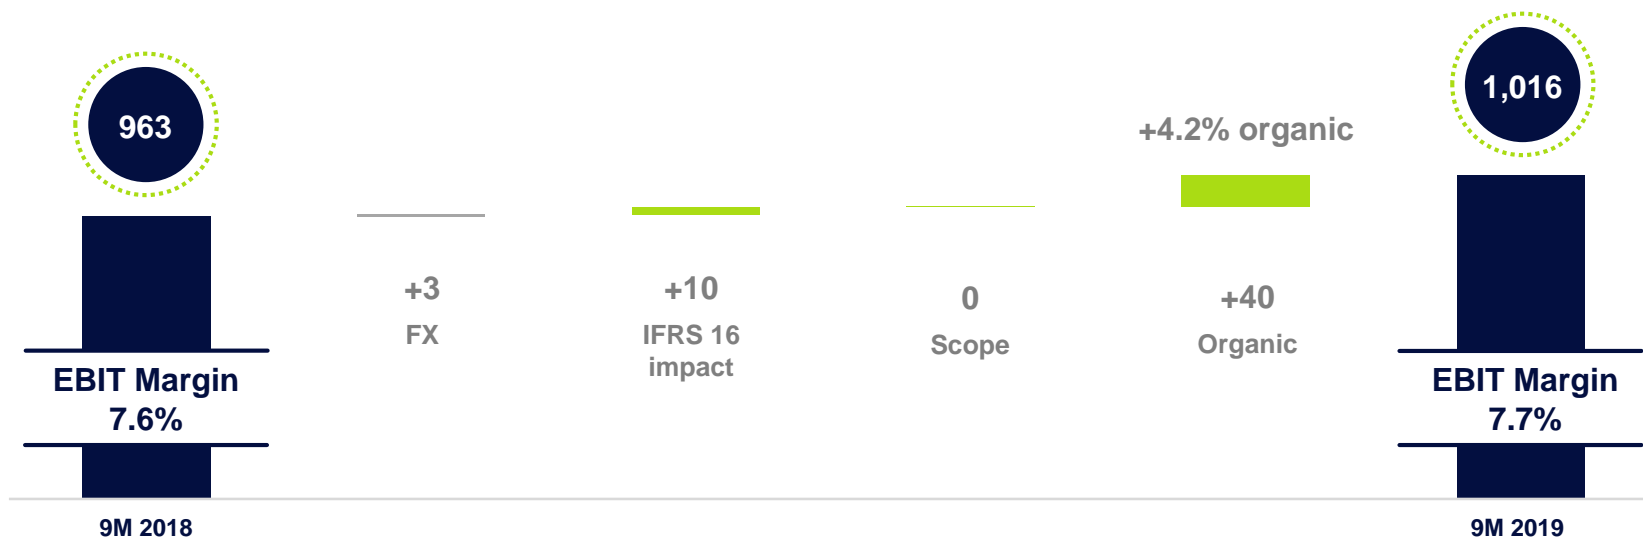 963
EBIT Margin
7.6%
9M 2018
+3
FX
+10
IFRS 16
impact
0
Scope
+4.2% organic
+40
Organic
1,016
EBIT Margin
7.7%
9M 2019